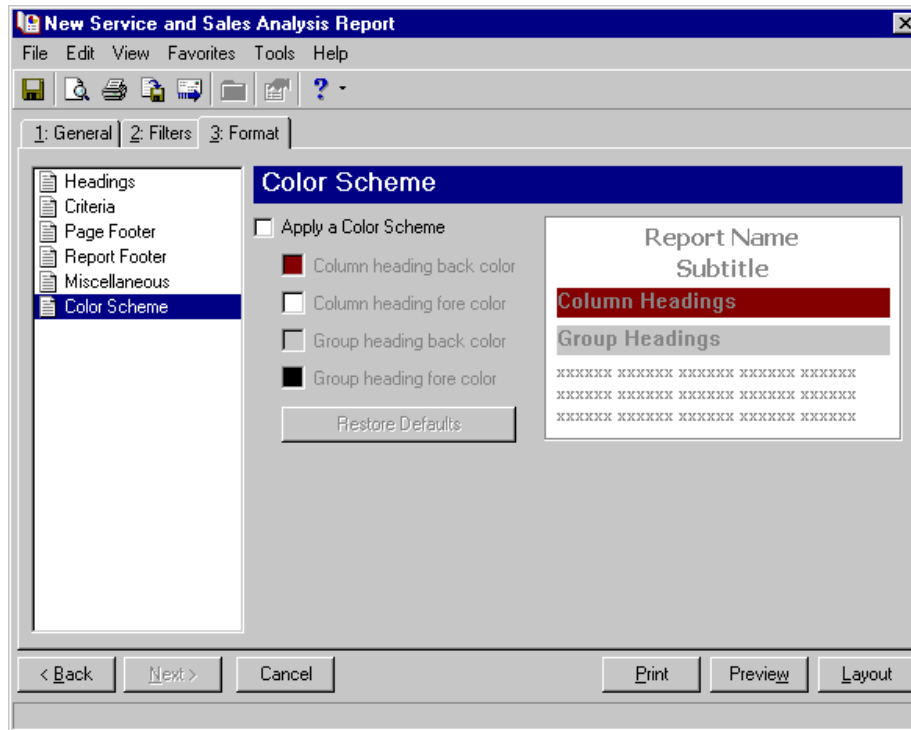 New Service and Sales Analysis Report
File Edit View Favorites Tools Help
?
1: General 2: Filters 3: Format
Headings
Criteria
Page Footer
Report Footer
Miscellaneous
Color Scheme
Color Scheme
Apply a Color Scheme
Column heading back color
Column heading fore color
Group heading back color
Group heading fore color
Restore Defaults
Report Name
Subtitle
Column Headings
Group Headings
xxxxxx xxxxxx xxxxxx xxxxxx xxxxxx
xxxxxx xxxxxx xxxxxx xxxxxx xxxxxx
xxxxxx xxxxxx xxxxxx xxxxxx xxxxxx
< Back Next > Cancel Print Preview Layout